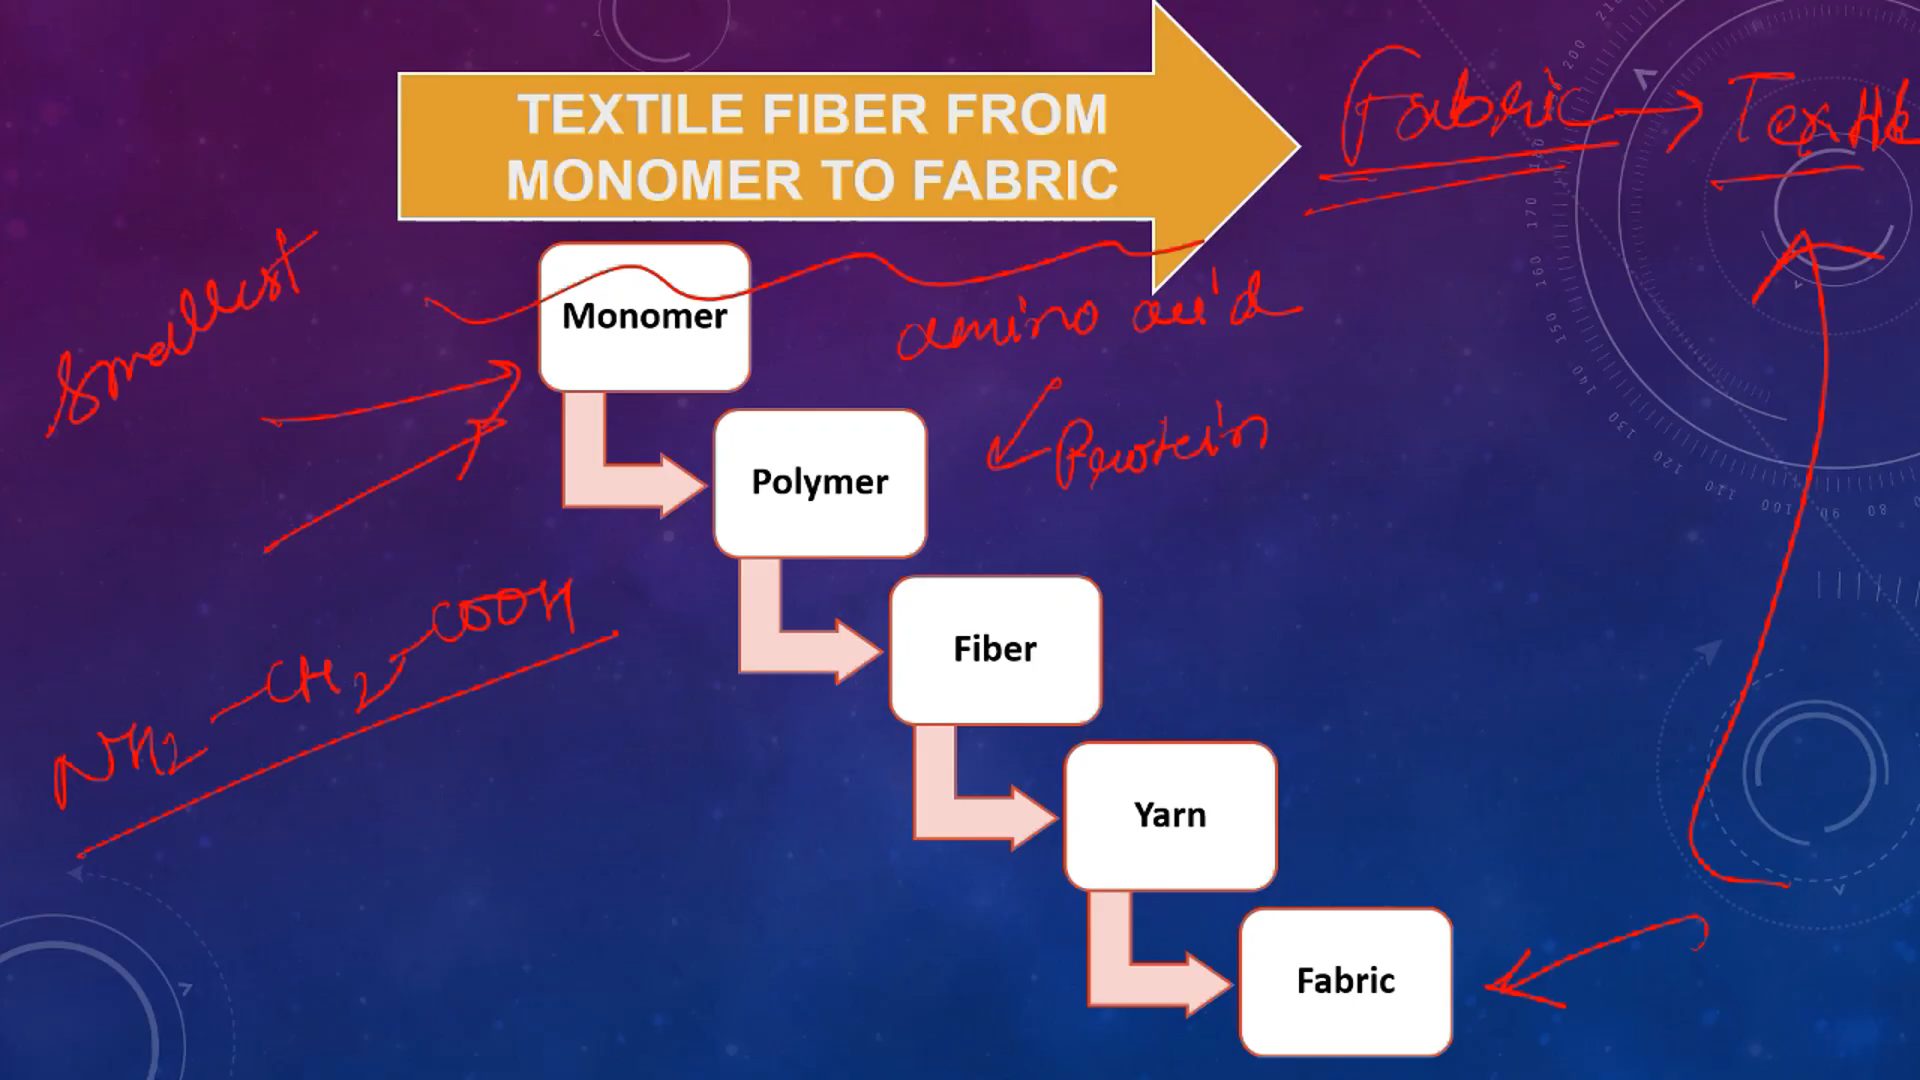 TEXTILE FIBER FROM
MONOMER TO FABRIC
Fabric → Textile
Smallest
Monomer
amino acid
Polymer
Protein
NH2-CH2-COOH
Fiber
Yarn
Fabric